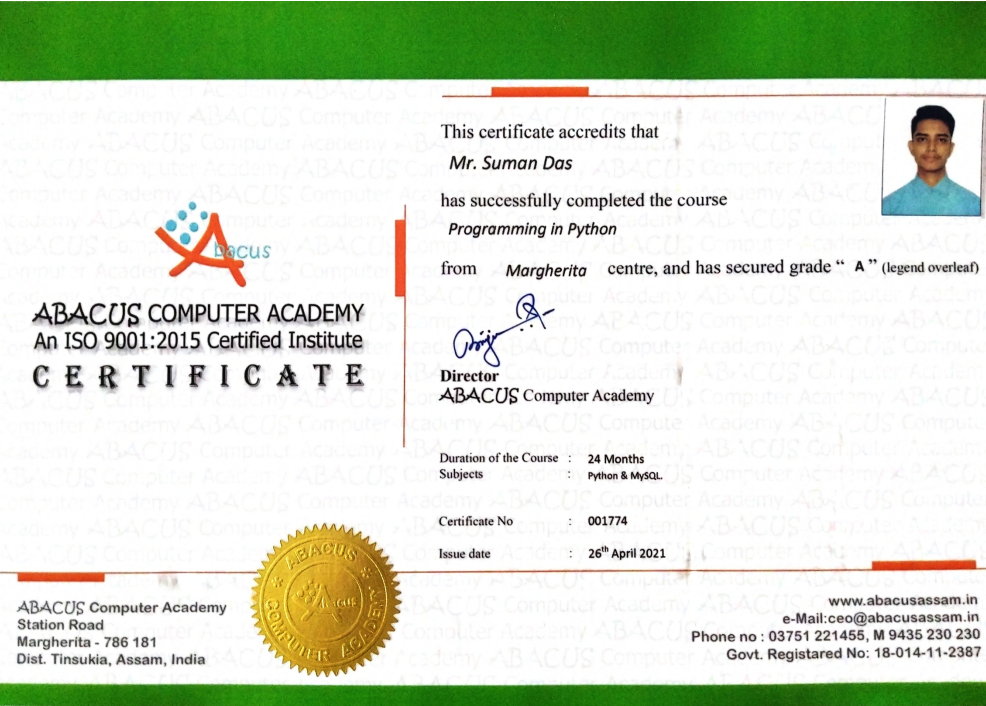 This certificate accredits that
Mr. Suman Das
has successfully completed the course
Programming in Python
from Margherita centre, and has secured grade “ A ” (legend overleaf)
Director
ABACUS Computer Academy
Abacus
ABACUS COMPUTER ACADEMY
An ISO 9001:2015 Certified Institute
CERTIFICATE
Duration of the Course : 24 Months
Subjects : Python & MySQL
Certificate No : 001774
Issue date : 26th April 2021
ABACUS
COMPUTER ACADEMY
ABACUS Computer Academy
Station Road
Margherita - 786 181
Dist. Tinsukia, Assam, India
www.abacusassam.in
e-Mail:ceo@abacusassam.in
Phone no : 03751 221455, M 9435 230 230
Govt. Registered No: 18-014-11-2387